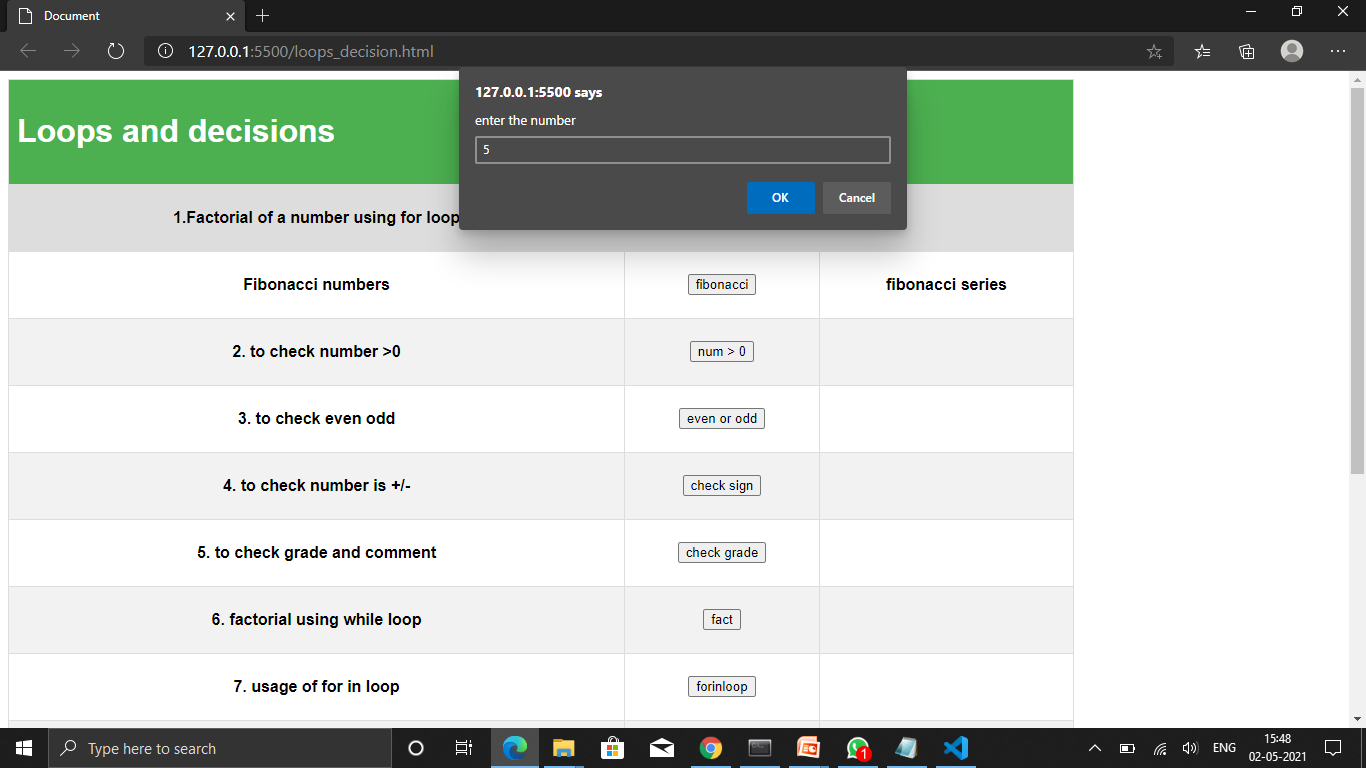 Document
127.0.0.1:5500/loops_decision.html
127.0.0.1:5500 says
enter the number
5
OK Cancel
Loops and decisions
1.Factorial of a number using for loop
Fibonacci numbers fibonacci fibonacci series
2. to check number >0 num > 0
3. to check even odd even or odd
4. to check number is +/- check sign
5. to check grade and comment check grade
6. factorial using while loop fact
7. usage of for in loop forinloop
Type here to search
1
ENG
15:48
02-05-2021